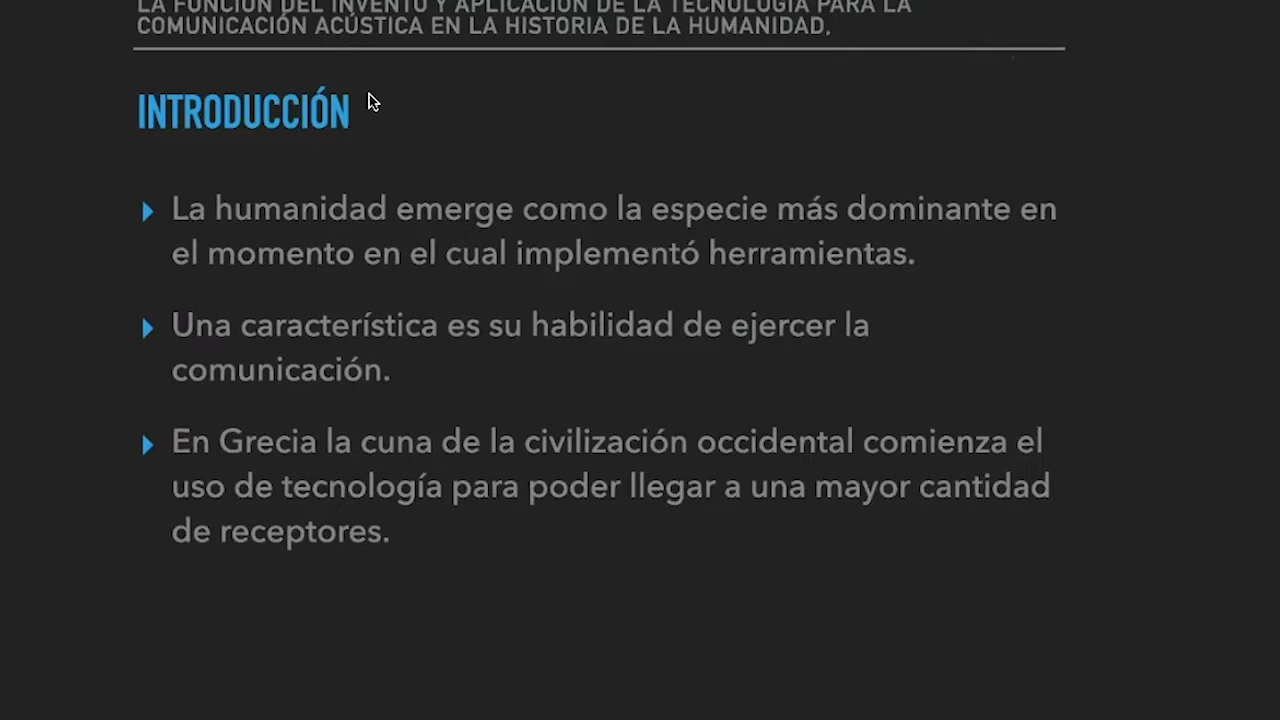 LA FUNCIÓN DEL INVENTO Y APLICACIÓN DE LA TECNOLOGÍA PARA LA
COMUNICACIÓN ACÚSTICA EN LA HISTORIA DE LA HUMANIDAD.
INTRODUCCIÓN
La humanidad emerge como la especie más dominante en
el momento en el cual implementó herramientas.
Una característica es su habilidad de ejercer la
comunicación.
En Grecia la cuna de la civilización occidental comienza el
uso de tecnología para poder llegar a una mayor cantidad
de receptores.